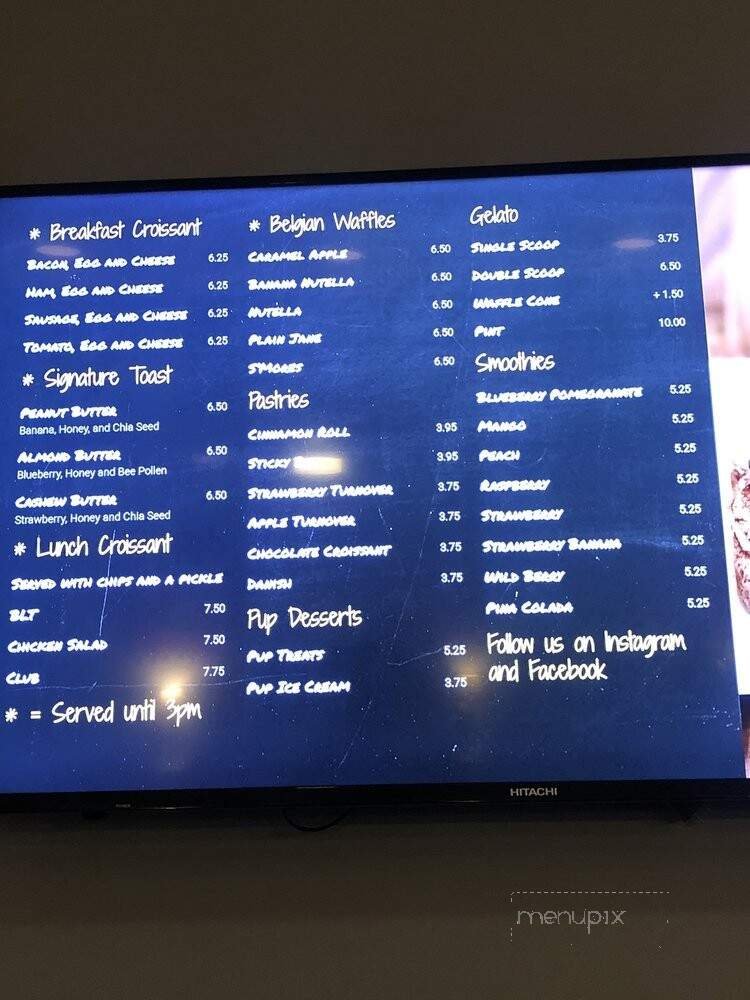 * Breakfast Croissant
Bacon, Egg and Cheese 6.25
Ham, Egg and Cheese 6.25
Sausage, Egg and Cheese 6.25
Tomato, Egg and Cheese 6.25
* Signature Toast
Peanut Butter 6.50
Banana, Honey, and Chia Seed
Almond Butter 6.50
Blueberry, Honey and Bee Pollen
Cashew Butter 6.50
Strawberry, Honey and Chia Seed
* Lunch Croissant
Served with chips and a pickle
BLT 7.50
Chicken Salad 7.50
Club 7.75
* = Served until 3pm
* Belgian Waffles
Caramel Apple 6.50
Banana Nutella 6.50
Nutella 6.50
Plain Jane 6.50
S'Mores 6.50
Pastries
Cinnamon Roll 3.95
Sticky 3.95
Strawberry Turnover 3.75
Apple Turnover 3.75
Chocolate Croissant 3.75
Danish 3.75
Pup Desserts
Pup Treats 5.25
Pup Ice Cream 3.75
Gelato
Single Scoop 3.75
Double Scoop 6.50
Waffle Cone + 1.50
Pint 10.00
Smoothies
Blueberry Pomegranate 5.25
Mango 5.25
Peach 5.25
Raspberry 5.25
Strawberry 5.25
Strawberry Banana 5.25
Wild Berry 5.25
Pina Colada 5.25
Follow us on Instagram
and Facebook
HITACHI
menupix